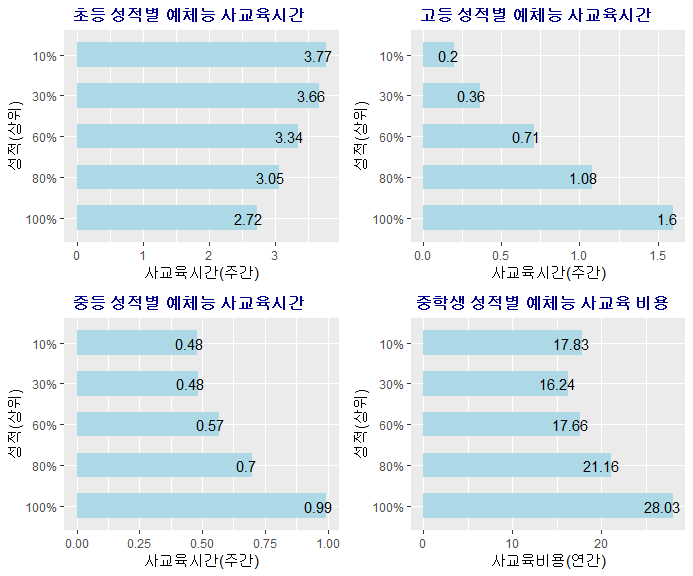 초등 성적별 예체능 사교육시간
성적(상위)
10%
30%
60%
80%
100%
3.77
3.66
3.34
3.05
2.72
0 1 2 3
사교육시간(주간)
고등 성적별 예체능 사교육시간
성적(상위)
10%
30%
60%
80%
100%
0.2
0.36
0.71
1.08
1.6
0.0 0.5 1.0 1.5
사교육시간(주간)
중등 성적별 예체능 사교육시간
성적(상위)
10%
30%
60%
80%
100%
0.48
0.48
0.57
0.7
0.99
0.00 0.25 0.50 0.75 1.00
사교육시간(주간)
중학생 성적별 예체능 사교육 비용
성적(상위)
10%
30%
60%
80%
100%
17.83
16.24
17.66
21.16
28.03
0 10 20
사교육비용(연간)